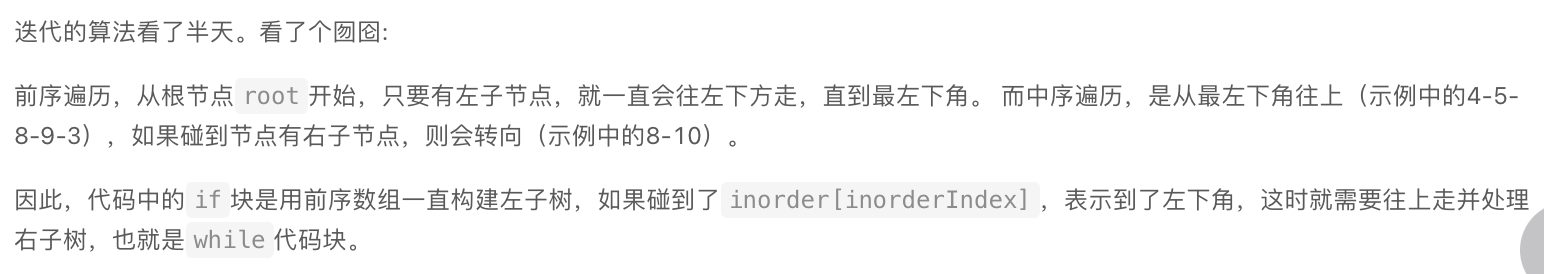 迭代的算法看了半天。看了个囫囵:
前序遍历，从根节点 root 开始，只要有左子节点，就一直会往左下方走，直到最左下角。 而中序遍历，是从最左下角往上（示例中的4-5-
8-9-3），如果碰到节点有右子节点，则会转向（示例中的8-10）。
因此，代码中的 if 块是用前序数组一直构建左子树，如果碰到了 inorder[inorderIndex]，表示到了左下角，这时就需要往上走并处理
右子树，也就是 while 代码块。